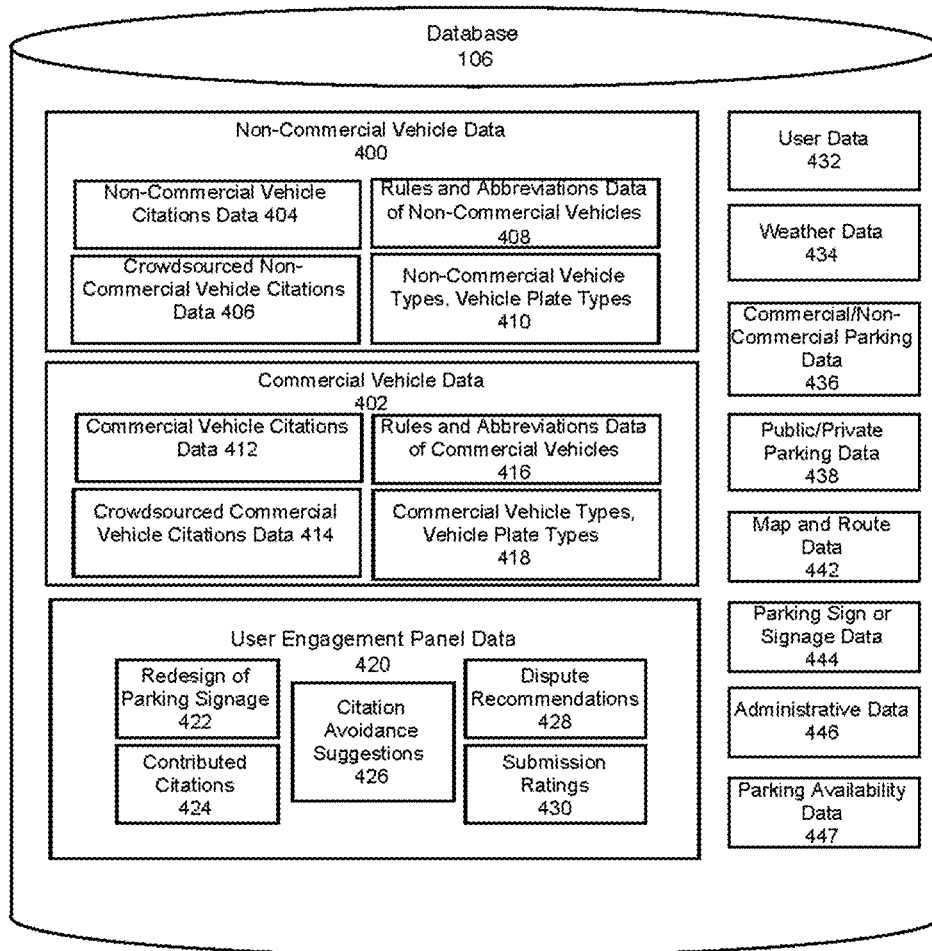 Database
106
Non-Commercial Vehicle Data
400
Non-Commercial Vehicle
Citations Data 404
Rules and Abbreviations Data
of Non-Commercial Vehicles
408
Crowdsourced Non-
Commercial Vehicle Citations
Data 406
Non-Commercial Vehicle
Types, Vehicle Plate Types
410
Commercial Vehicle Data
402
Commercial Vehicle Citations
Data 412
Rules and Abbreviations Data
of Commercial Vehicles
416
Crowdsourced Commercial
Vehicle Citations Data 414
Commercial Vehicle Types,
Vehicle Plate Types
418
User Engagement Panel Data
420
Redesign of
Parking Signage
422
Contributed
Citations
424
Citation
Avoidance
Suggestions
426
Dispute
Recommendations
428
Submission
Ratings
430
User Data
432
Weather Data
434
Commercial/Non-
Commercial Parking
Data
436
Public/Private
Parking Data
438
Map and Route
Data
442
Parking Sign or
Signage Data
444
Administrative Data
446
Parking Availability
Data
447